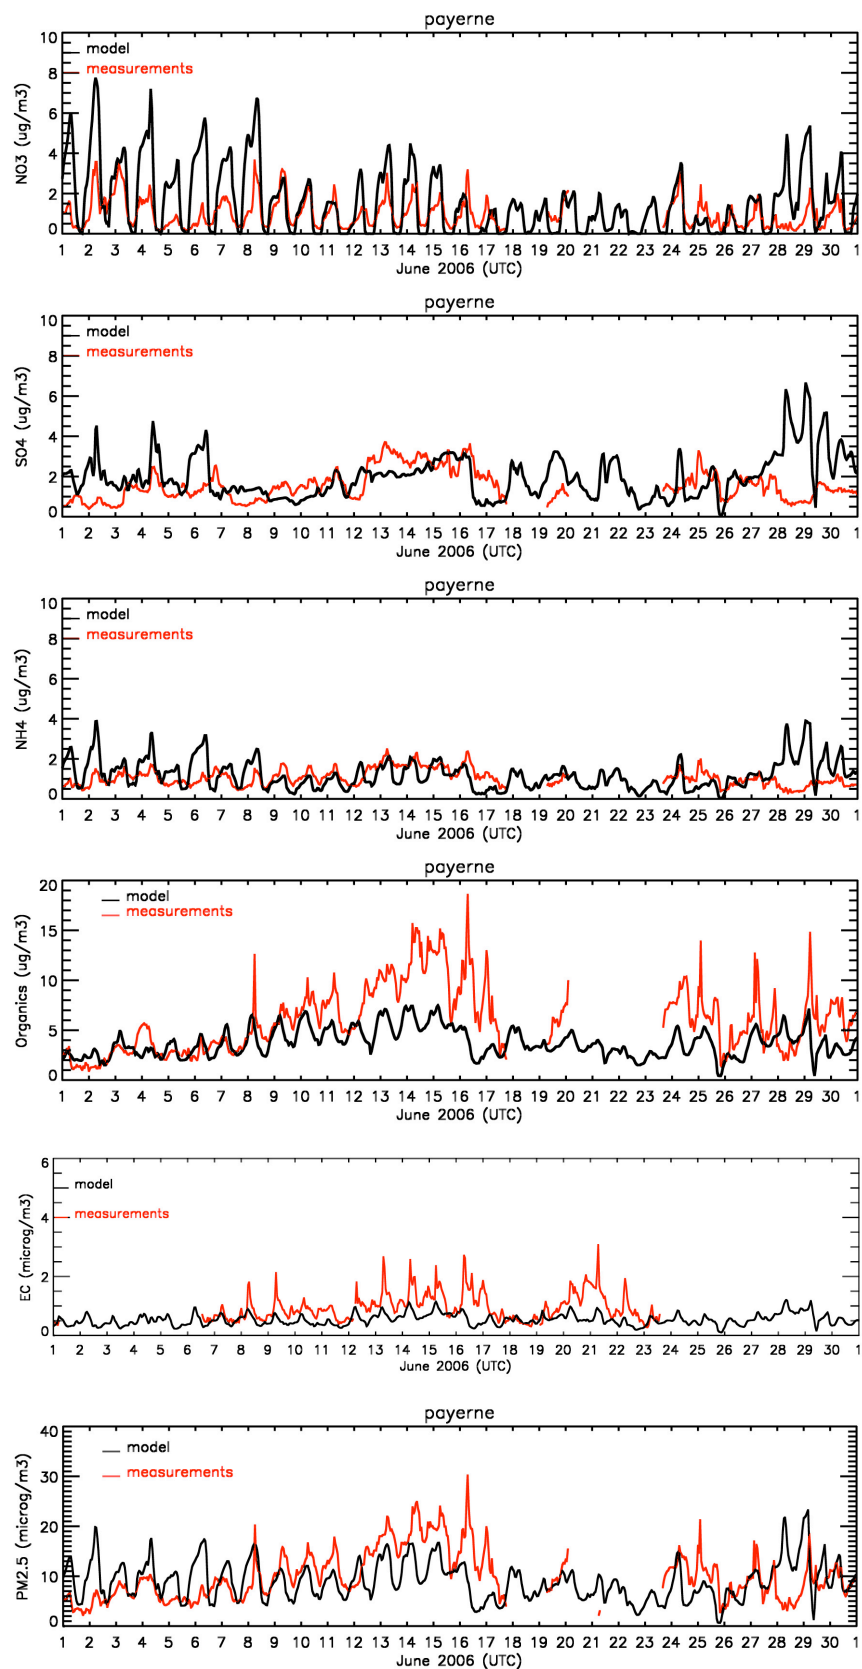 payerne
10
8
6
4
2
0
NO3 (ug/m3)
model
measurements
1 2 3 4 5 6 7 8 9 10 11 12 13 14 15 16 17 18 19 20 21 22 23 24 25 26 27 28 29 30 1
June 2006 (UTC)
payerne
10
8
6
4
2
0
SO4 (ug/m3)
model
measurements
1 2 3 4 5 6 7 8 9 10 11 12 13 14 15 16 17 18 19 20 21 22 23 24 25 26 27 28 29 30 1
June 2006 (UTC)
payerne
10
8
6
4
2
0
NH4 (ug/m3)
model
measurements
1 2 3 4 5 6 7 8 9 10 11 12 13 14 15 16 17 18 19 20 21 22 23 24 25 26 27 28 29 30 1
June 2006 (UTC)
payerne
20
15
10
5
0
Organics (ug/m3)
model
measurements
1 2 3 4 5 6 7 8 9 10 11 12 13 14 15 16 17 18 19 20 21 22 23 24 25 26 27 28 29 30 1
June 2006 (UTC)
6
4
2
0
EC (microg/m3)
model
measurements
1 1 2 3 4 5 6 7 8 9 10 11 12 13 14 15 16 17 18 19 20 21 22 23 24 25 26 27 28 29 30 1
June 2006 (UTC)
payerne
40
30
20
10
0
PM2.5 (microg/m3)
model
measurements
1 2 3 4 5 6 7 8 9 10 11 12 13 14 15 16 17 18 19 20 21 22 23 24 25 26 27 28 29 30 1
June 2006 (UTC)